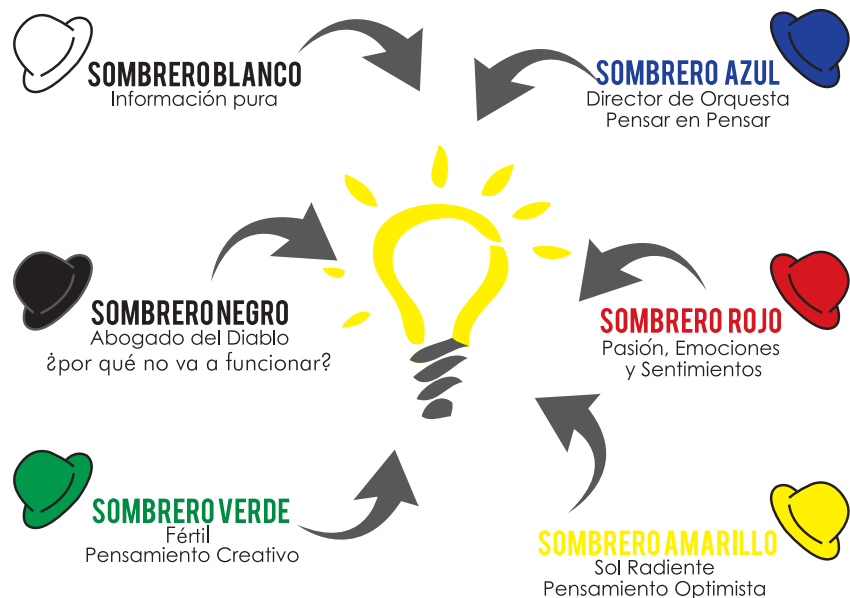 SOMBRERO BLANCO
Información pura
SOMBRERO AZUL
Director de Orquesta
Pensar en Pensar
SOMBRERO NEGRO
Abogado del Diablo
¿por qué no va a funcionar?
SOMBRERO ROJO
Pasión, Emociones
y Sentimientos
SOMBRERO VERDE
Fértil
Pensamiento Creativo
SOMBRERO AMARILLO
Sol Radiente
Pensamiento Optimista